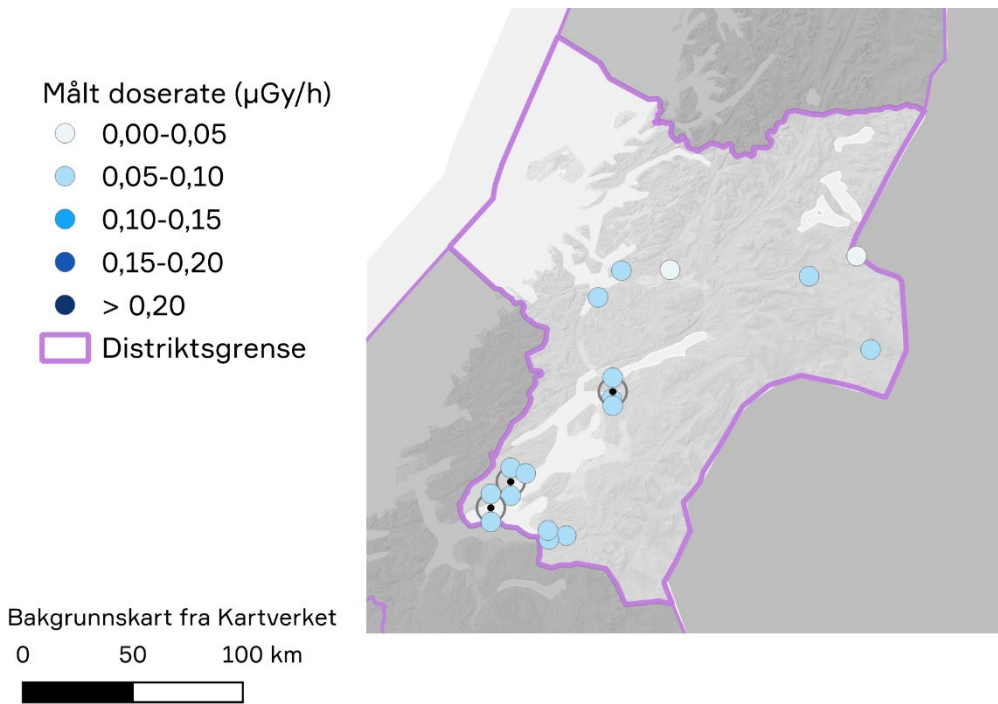 Målt doserate (µGy/h)
0,00-0,05
0,05-0,10
0,10-0,15
0,15-0,20
> 0,20
Distriktsgrense
Bakgrunnskart fra Kartverket
0 50 100 km